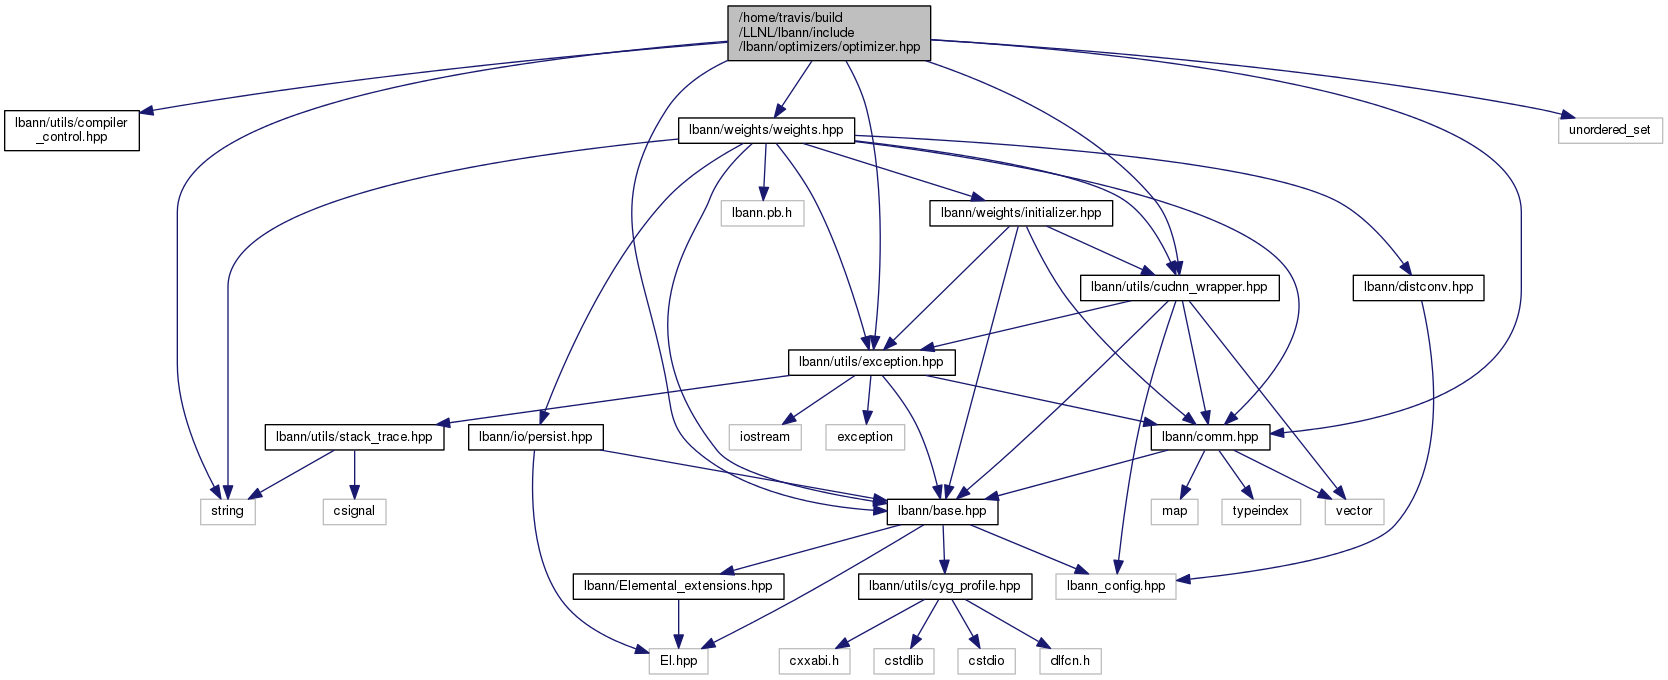 /home/travis/build
/LLNL/lbann/include
/lbann/optimizers/optimizer.hpp
lbann/utils/compiler
_control.hpp
lbann/weights/weights.hpp
unordered_set
lbann.pb.h
lbann/weights/initializer.hpp
lbann/utils/cudnn_wrapper.hpp
lbann/distconv.hpp
lbann/utils/exception.hpp
lbann/utils/stack_trace.hpp
lbann/io/persist.hpp
iostream
exception
lbann/comm.hpp
string
csignal
lbann/base.hpp
map
typeindex
vector
lbann/Elemental_extensions.hpp
lbann/utils/cyg_profile.hpp
lbann_config.hpp
El.hpp
cxxabi.h
cstdlib
cstdio
dlfcn.h